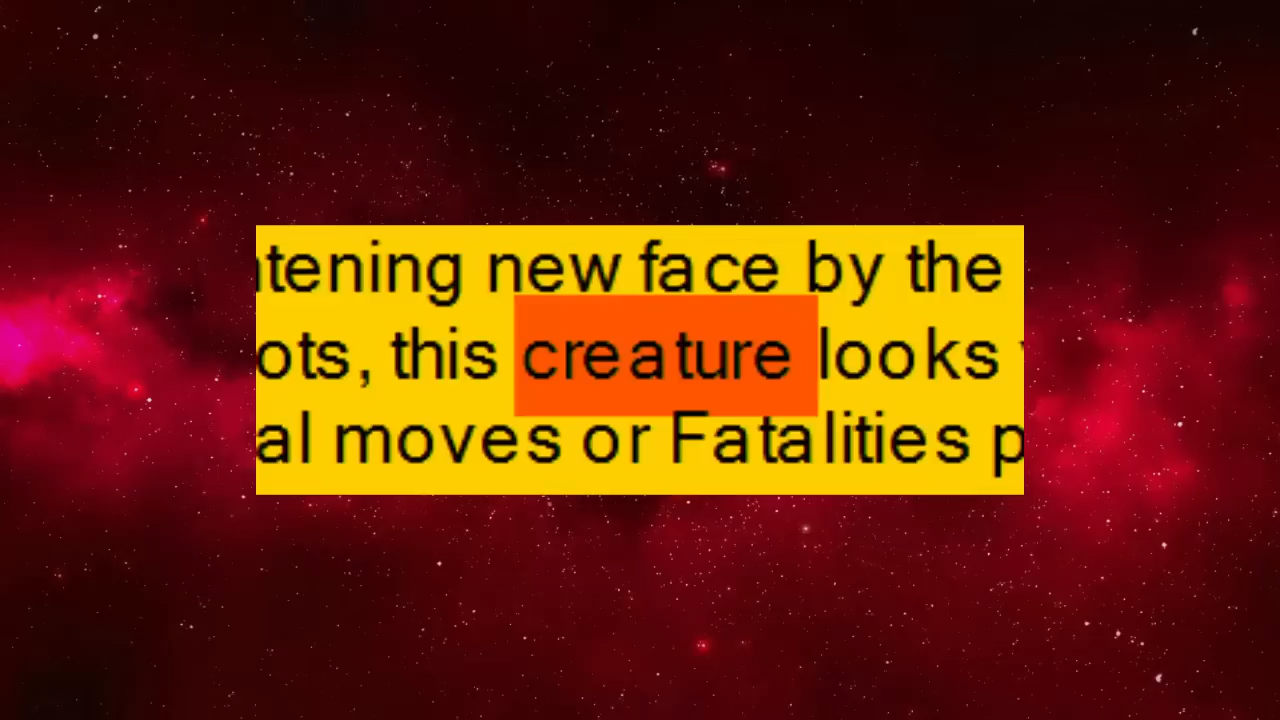 tening new face by the
ots, this creature looks
al moves or Fatalities p